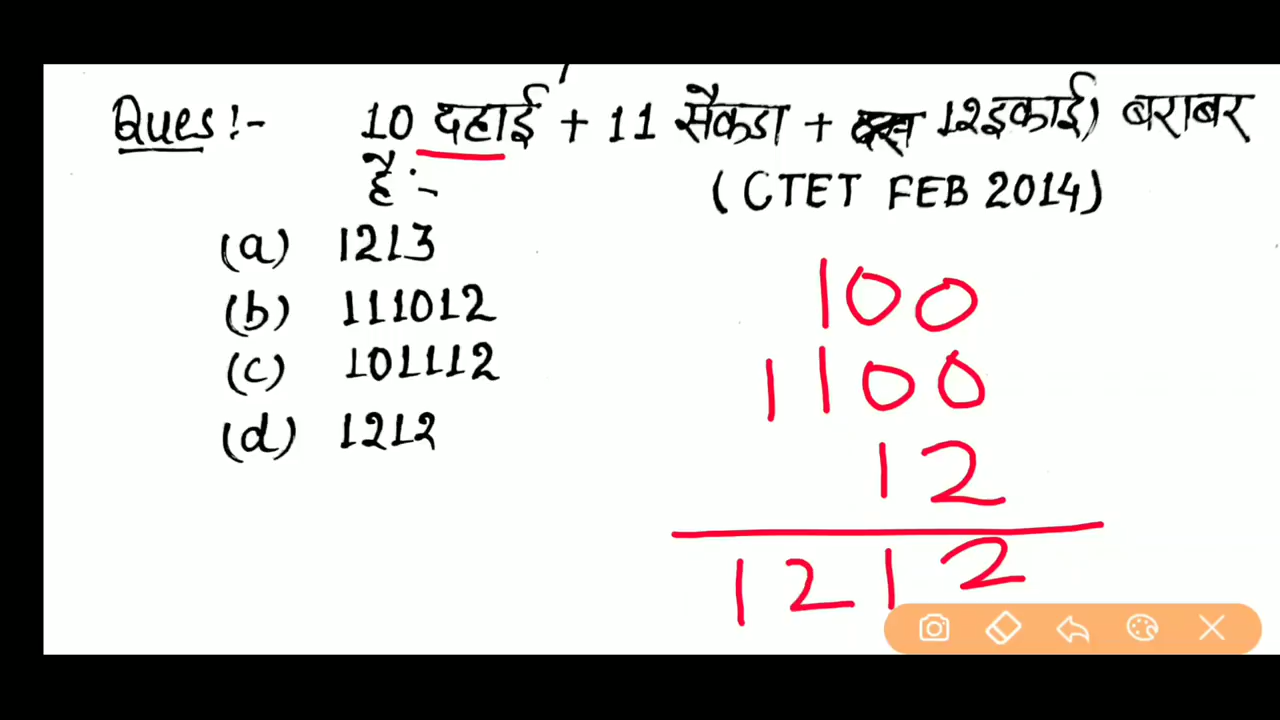 Ques :- 10 दहाई + 11 सैकडा + 12 इकाई) बराबर
है :-
(CTET FEB 2014)
(a) 1213
(b) 111012
(c) 101112
(d) 1212
100
1100
12
1212